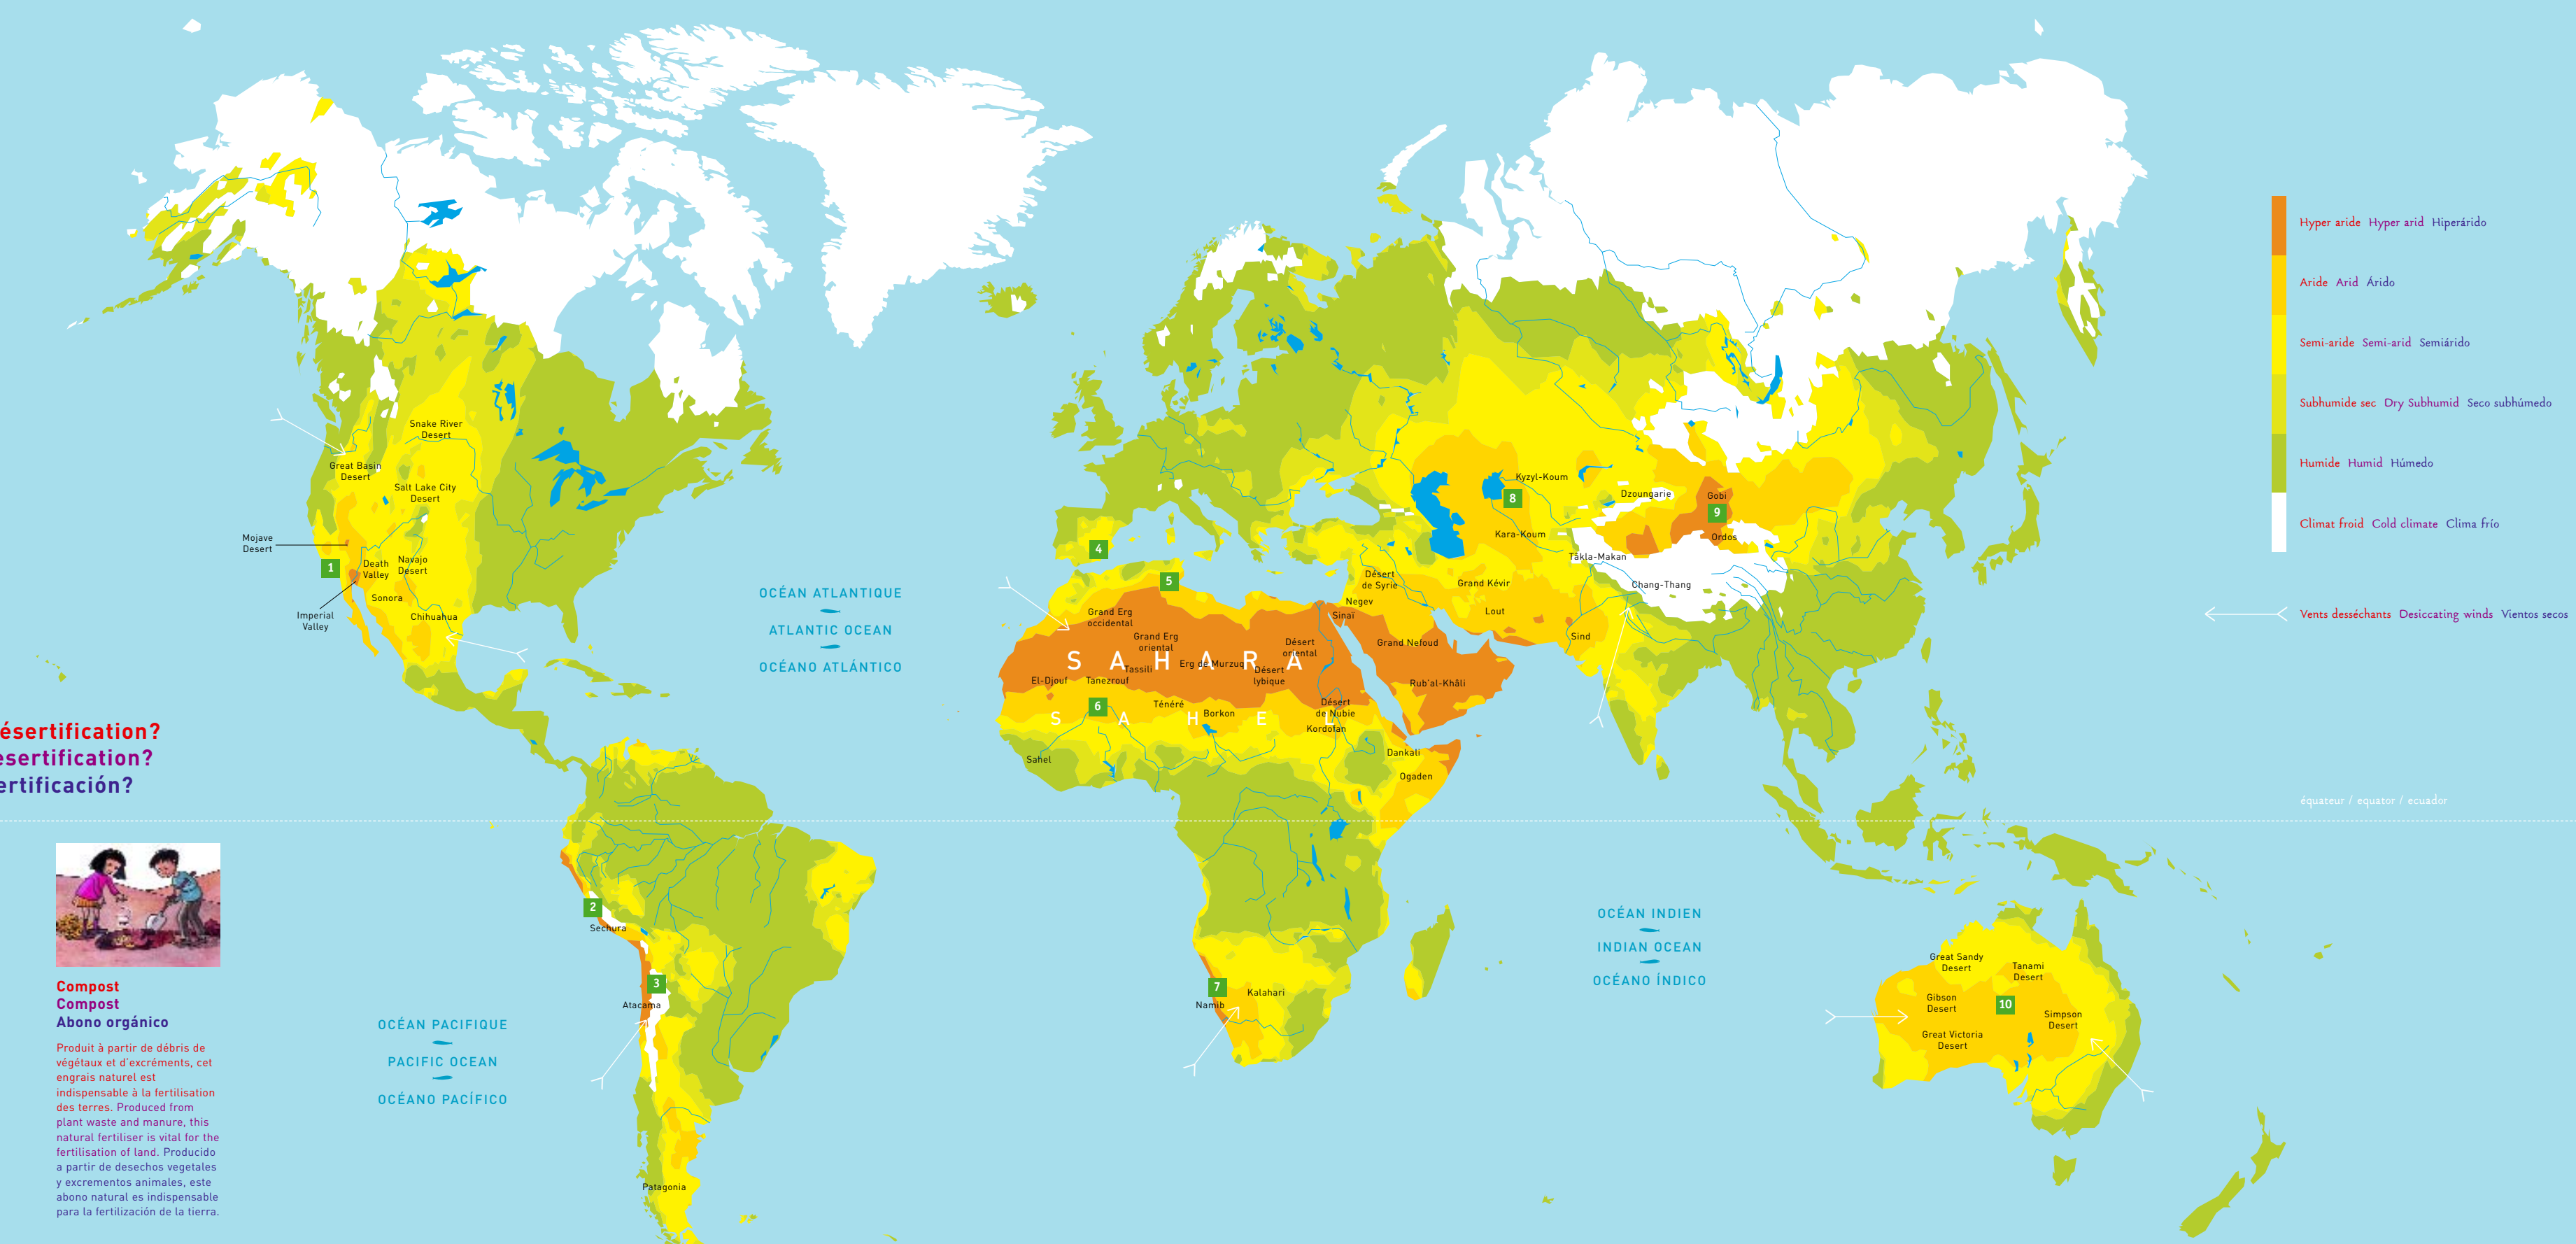 Snake River
Desert
Great Basin
Desert
Salt Lake City
Desert
Mojave
Desert
1
Death
Valley
Navajo
Desert
Imperial
Valley
Sonora
Chihuahua
OCÉAN ATLANTIQUE
ATLANTIC OCEAN
OCÉANO ATLÁNTICO
4
5
Grand Erg
occidental
Grand Erg
oriental
SAHARA
Tassili
Erg de Murzuq
Désert
oriental
Désert
lybique
El-Djouf
Tanezrouf
6
Ténéré
Borkon
Désert
de Nubie
SAHEL
Kordofan
Sahel
Dankali
Ogaden
Désert
de Syrie
Negev
Sinaï
Grand Nefoud
Rub'al-Khâli
Kyzyl-Koum
8
Kara-Koum
Grand Kévir
Lout
Sind
Dzoungarie
Gobi
9
Ordos
Tâkla-Makan
Chang-Thang
Hyper aride Hyper arid Hiperárido
Aride Arid Árido
Semi-aride Semi-arid Semiárido
Subhumide sec Dry Subhumid Seco subhúmedo
Humide Humid Húmedo
Climat froid Cold climate Clima frío
Vents desséchants Desiccating winds Vientos secos
équateur / equator / ecuador
ésertification?
esertification?
ertificación?
Compost
Compost
Abono orgánico
Produit à partir de débris de
végétaux et d'excréments, cet
engrais naturel est
indispensable à la fertilisation
des terres. Produced from
plant waste and manure, this
natural fertiliser is vital for the
fertilisation of land. Producido
a partir de desechos vegetales
y excrementos animales, este
abono natural es indispensable
para la fertilización de la tierra.
OCÉAN PACIFIQUE
PACIFIC OCEAN
OCÉANO PACÍFICO
2
Sechura
3
Atacama
Patagonia
7
Namib
Kalahari
OCÉAN INDIEN
INDIAN OCEAN
OCÉANO ÍNDICO
Great Sandy
Desert
Tanami
Desert
Gibson
Desert
10
Simpson
Desert
Great Victoria
Desert